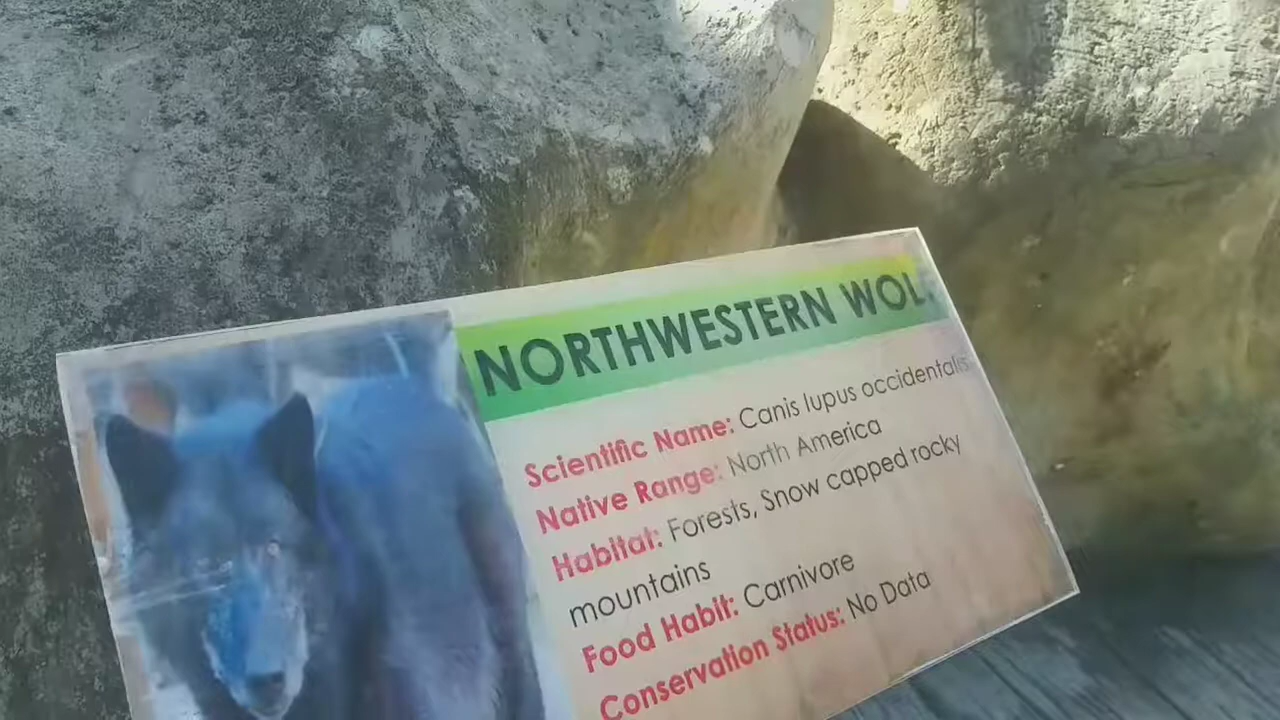 NORTHWESTERN WOL
Scientific Name: Canis lupus occidentalis
Native Range: North America
Habitat: Forests, Snow capped rocky
mountains
Food Habit: Carnivore
Conservation Status: No Data